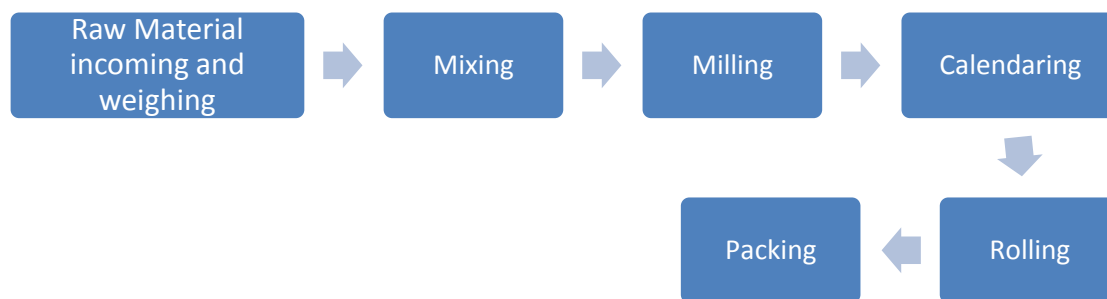 Raw Material
incoming and
weighing
Mixing
Milling
Calendaring
Rolling
Packing